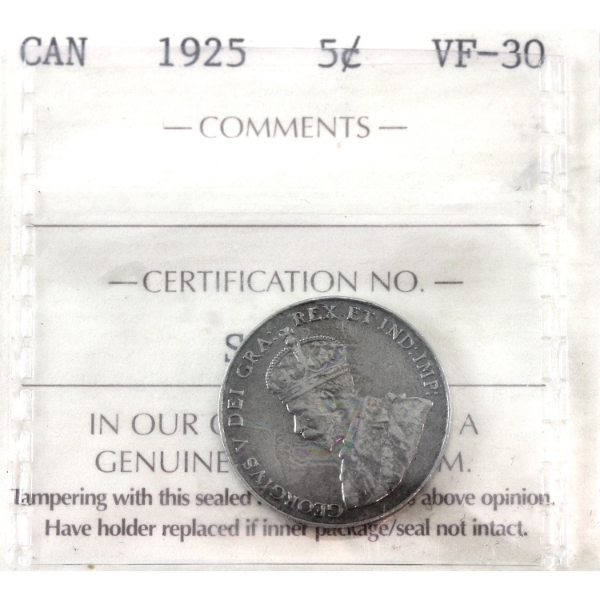 CAN 1925 5¢ VF-30
— COMMENTS —
— CERTIFICATION NO. —
S
IN OUR A
GENUINE M.
Tampering with this sealed above opinion.
Have holder replaced if inner package/seal not intact.
GEORGIVS V DEI GRA: REX ET IND: IMP: